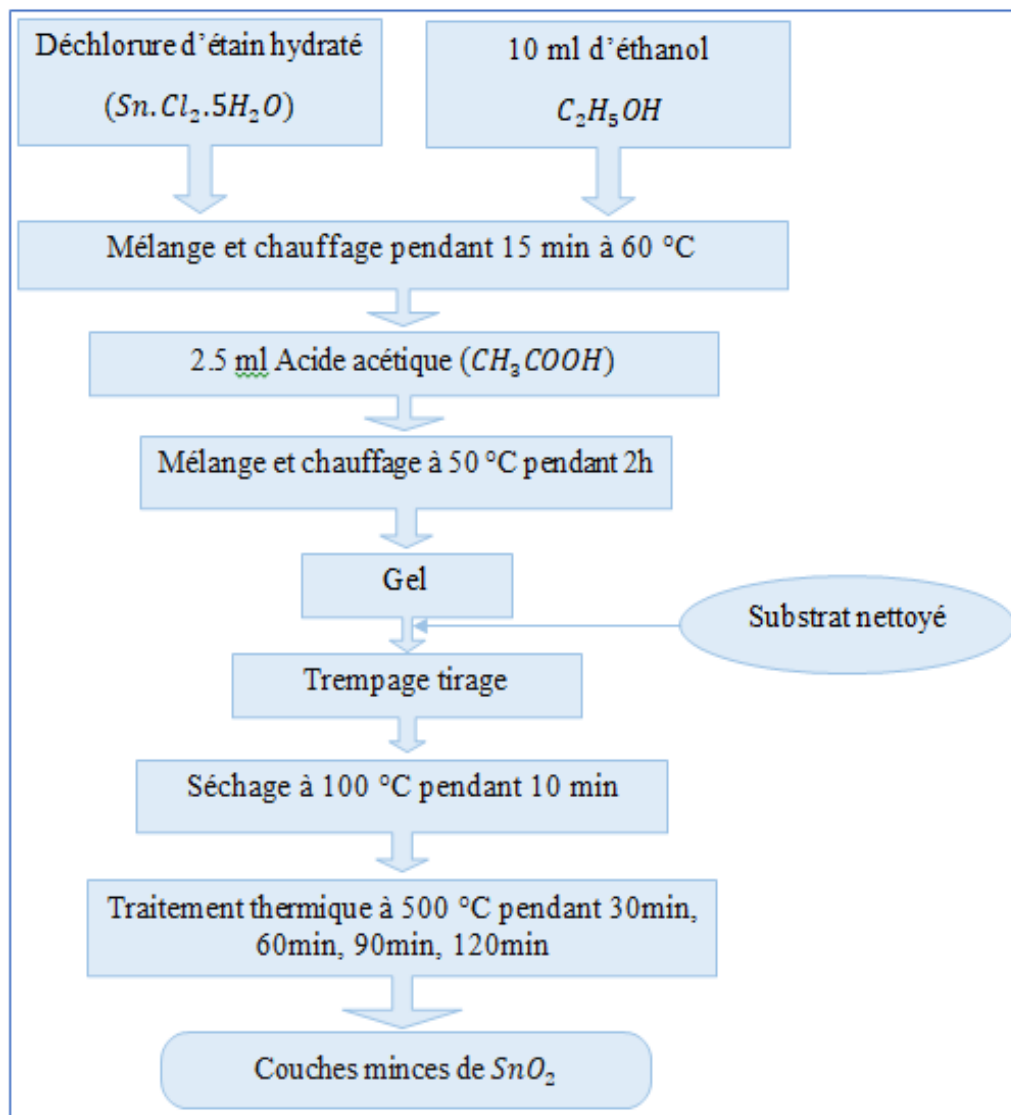 Déchlorure d'étain hydraté
(Sn.Cl₂.5H₂O)
10 ml d'éthanol
C₂H₅OH
Mélange et chauffage pendant 15 min à 60 °C
2.5 ml Acide acétique (CH₃COOH)
Mélange et chauffage à 50 °C pendant 2h
Gel
Substrat nettoyé
Trempage tirage
Séchage à 100 °C pendant 10 min
Traitement thermique à 500 °C pendant 30min,
60min, 90min, 120min
Couches minces de SnO₂